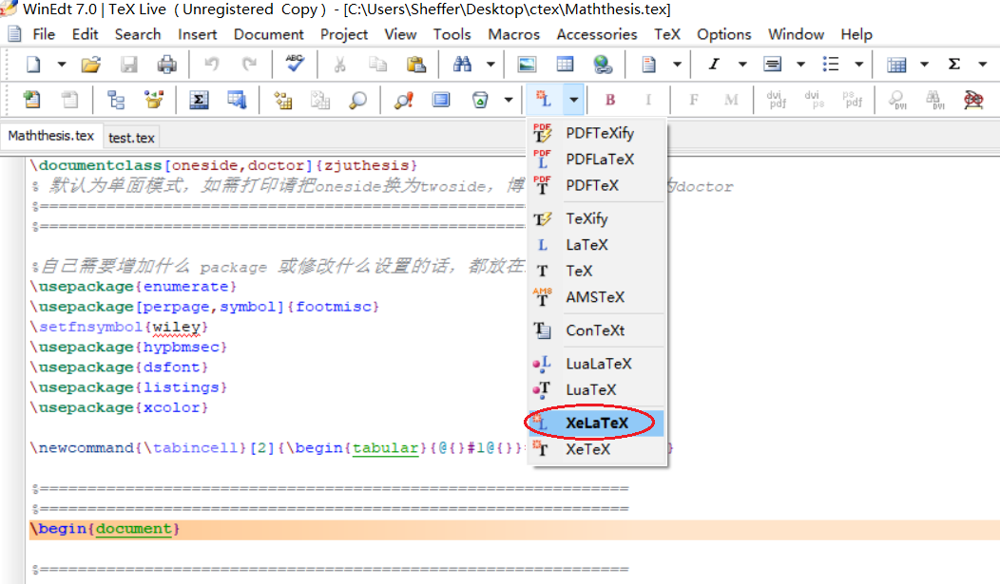 WinEdt 7.0 | TeX Live ( Unregistered Copy ) - [C:\Users\Sheffer\Desktop\ctex\Maththesis.tex]
File Edit Search Insert Document Project View Tools Macros Accessories TeX Options Window Help
ABC
I Σ
Σ L B I F M dvi pdf dvi ps ps pdf DVI DVI
Maththesis.tex test.tex
PDF T PDFTeXify
PDF L PDFLaTeX
PDF T PDFTeX
T TeXify
L LaTeX
T TeX
AMS T AMSTeX
T ConTeXt
L LuaLaTeX
T LuaTeX
L XeLaTeX
T XeTeX
\documentclass[oneside,doctor]{zjuthesis}
% 默认为单面模式，如需打印请把oneside换为twoside，博 为doctor
%==================================================
%==================================================
%自己需要增加什么 package 或修改什么设置的话，都放在
\usepackage{enumerate}
\usepackage[perpage,symbol]{footmisc}
\setfnsymbol{wiley}
\usepackage{hypbmsec}
\usepackage{dsfont}
\usepackage{listings}
\usepackage{xcolor}
\newcommand{\tabincell}[2]{\begin{tabular}{@{}#1@{}} }
%============================================================
%============================================================
\begin{document}
%============================================================